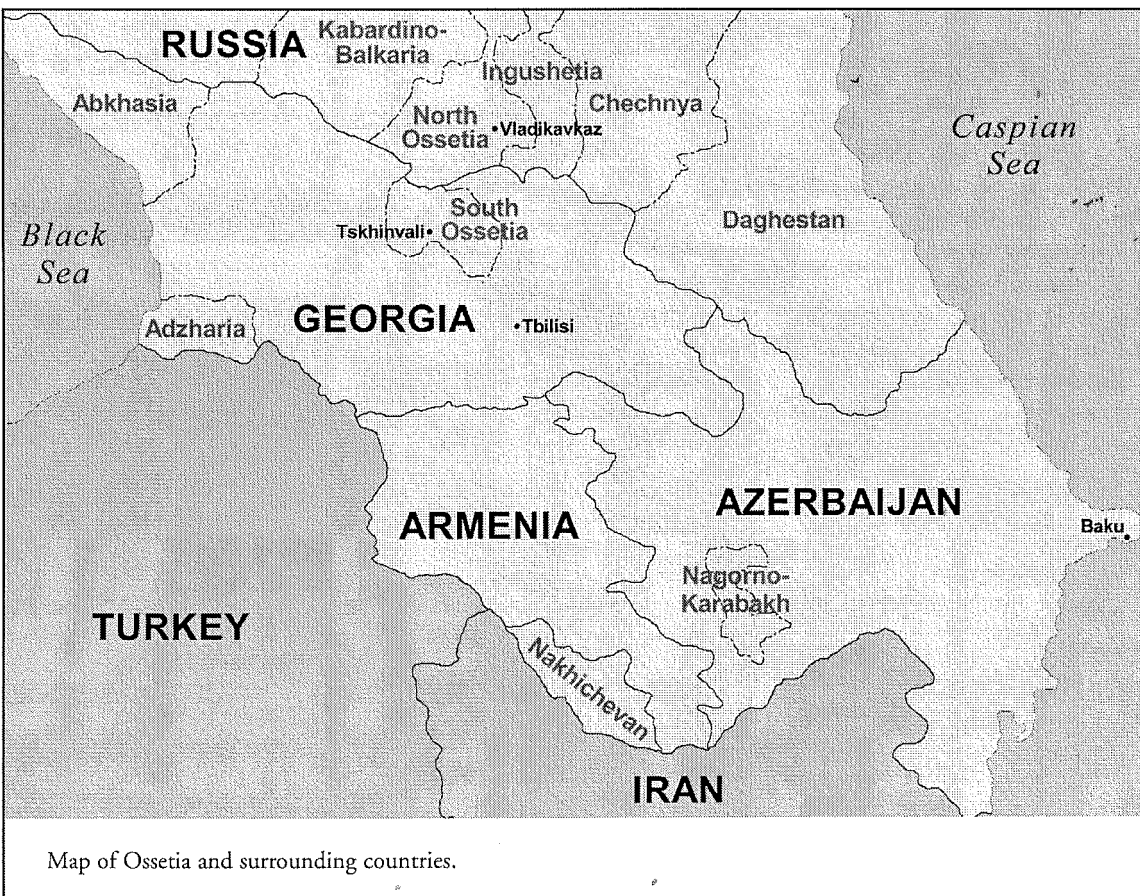 RUSSIA
Kabardino-
Balkaria
Ingushetia
Abkhasia
Chechnya
North
Ossetia
Vladikavkaz
Caspian
Sea
South
Ossetia
Tskhinvali
Daghestan
Black
Sea
GEORGIA
Tbilisi
Adzharia
AZERBAIJAN
ARMENIA
Baku
Nagorno-
Karabakh
TURKEY
Nakhichevan
IRAN
Map of Ossetia and surrounding countries.